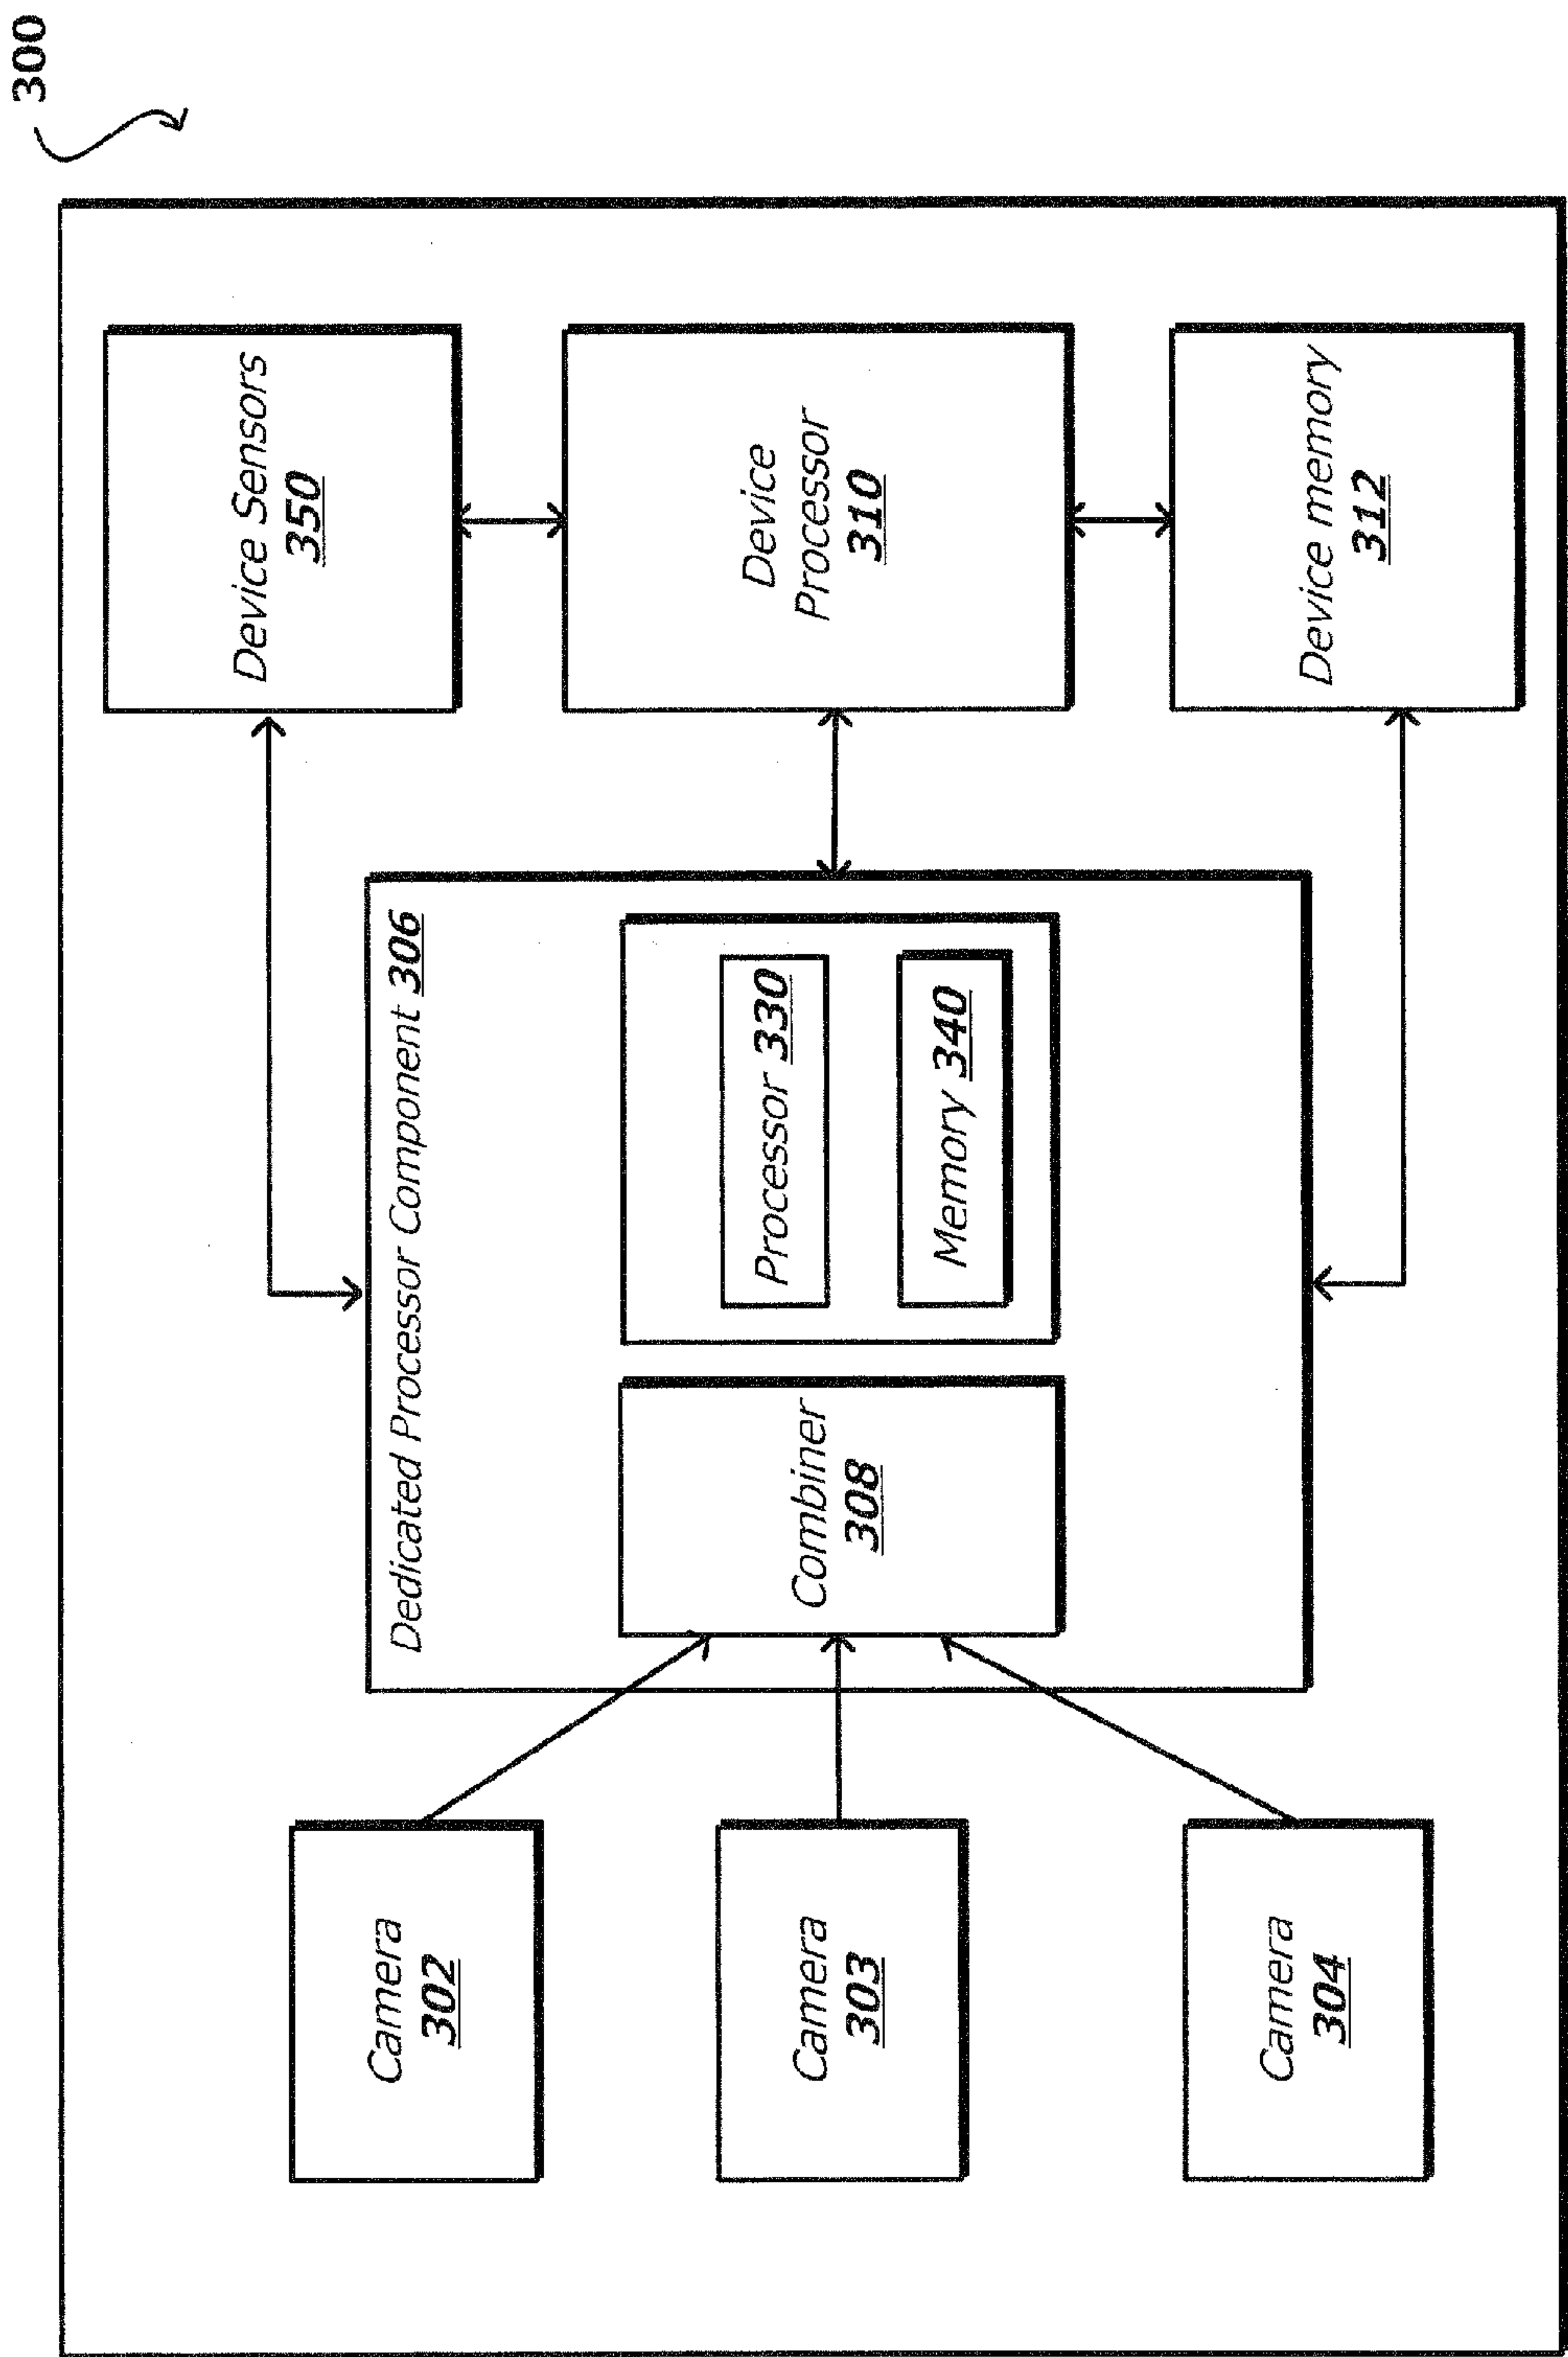 300
Camera
302
Camera
303
Camera
304
Dedicated Processor Component 306
Combiner
308
Processor 330
Memory 340
Device Sensors
350
Device
Processor
310
Device memory
312